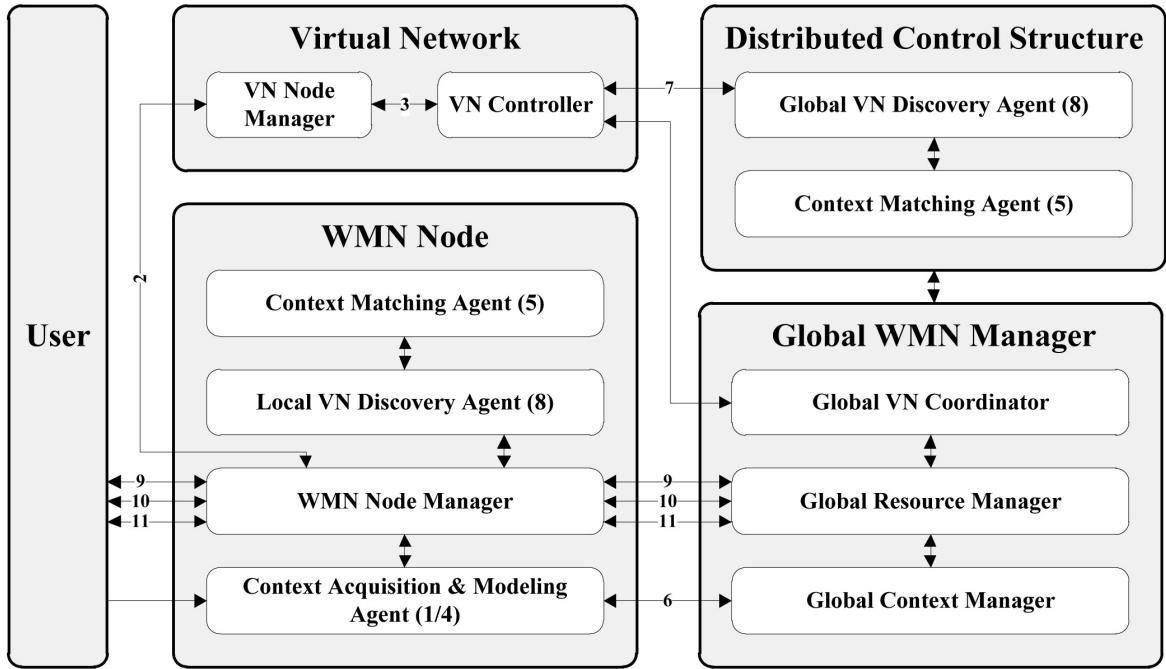 User
Virtual Network
VN Node
Manager
3
VN Controller
7
2
WMN Node
Context Matching Agent (5)
Local VN Discovery Agent (8)
WMN Node Manager
Context Acquisition & Modeling
Agent (1/4)
9
10
11
9
10
11
6
Distributed Control Structure
Global VN Discovery Agent (8)
Context Matching Agent (5)
Global WMN Manager
Global VN Coordinator
Global Resource Manager
Global Context Manager